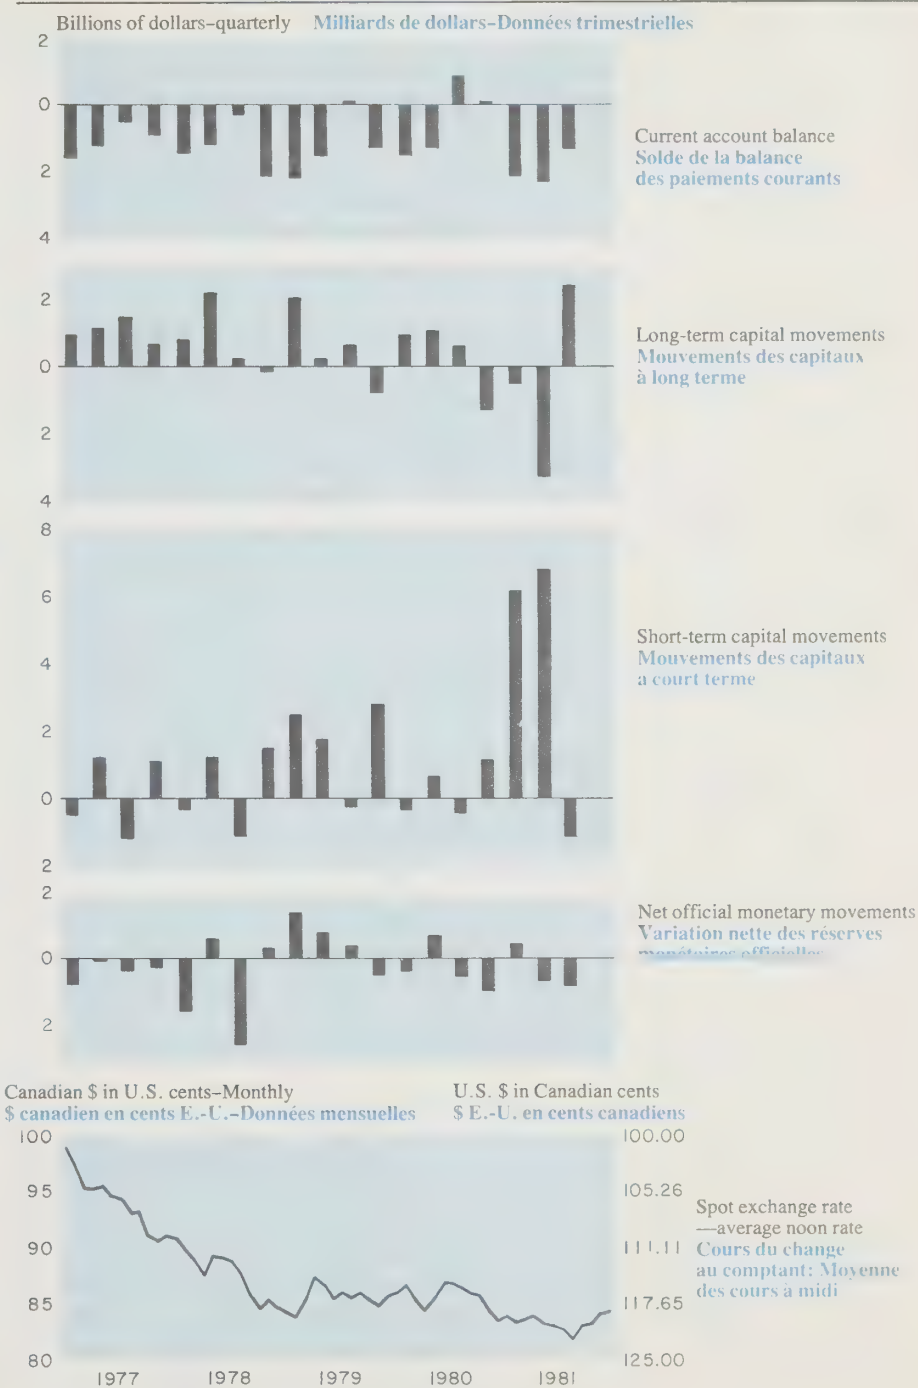 Billions of dollars–quarterly Milliards de dollars–Données trimestrielles
2
0
2
4
Current account balance
Solde de la balance
des paiements courants
2
0
2
4
Long-term capital movements
Mouvements des capitaux
à long terme
8
6
4
2
0
2
Short-term capital movements
Mouvements des capitaux
a court terme
2
0
2
Net official monetary movements
Variation nette des réserves
monétaires officielles
Canadian $ in U.S. cents–Monthly U.S. $ in Canadian cents
$ canadien en cents E.-U.–Données mensuelles $ E.-U. en cents canadiens
100 100.00
95 105.26
90 111.11
85 117.65
80 125.00
Spot exchange rate
—average noon rate
Cours du change
au comptant: Moyenne
des cours à midi
1977 1978 1979 1980 1981